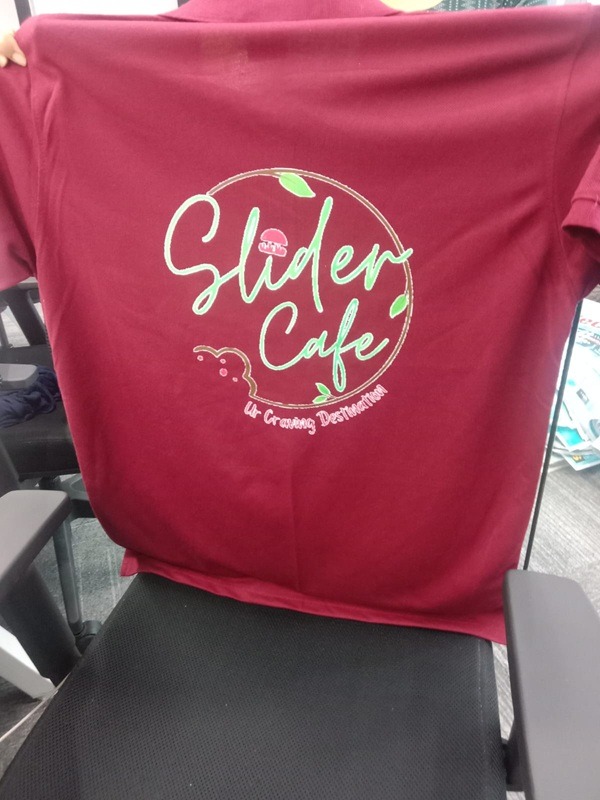 Slider
Cafe
Ur Craving Destination